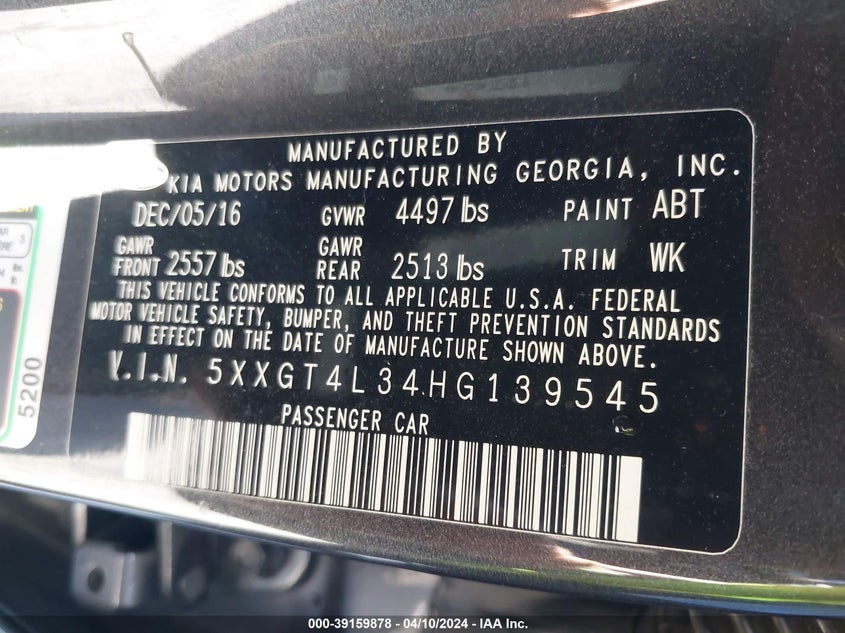 MANUFACTURED BY
KIA MOTORS MANUFACTURING GEORGIA, INC.
DEC/05/16 GVWR 4497 lbs PAINT ABT
GAWR FRONT 2557 lbs GAWR REAR 2513 lbs TRIM WK
THIS VEHICLE CONFORMS TO ALL APPLICABLE U.S.A. FEDERAL
MOTOR VEHICLE SAFETY, BUMPER, AND THEFT PREVENTION STANDARDS
IN EFFECT ON THE DATE OF MANUFACTURE SHOWN ABOVE.
V.I.N. 5XXGT4L34HG139545
PASSENGER CAR
5200
000-39159878 - 04/10/2024 - IAA Inc.